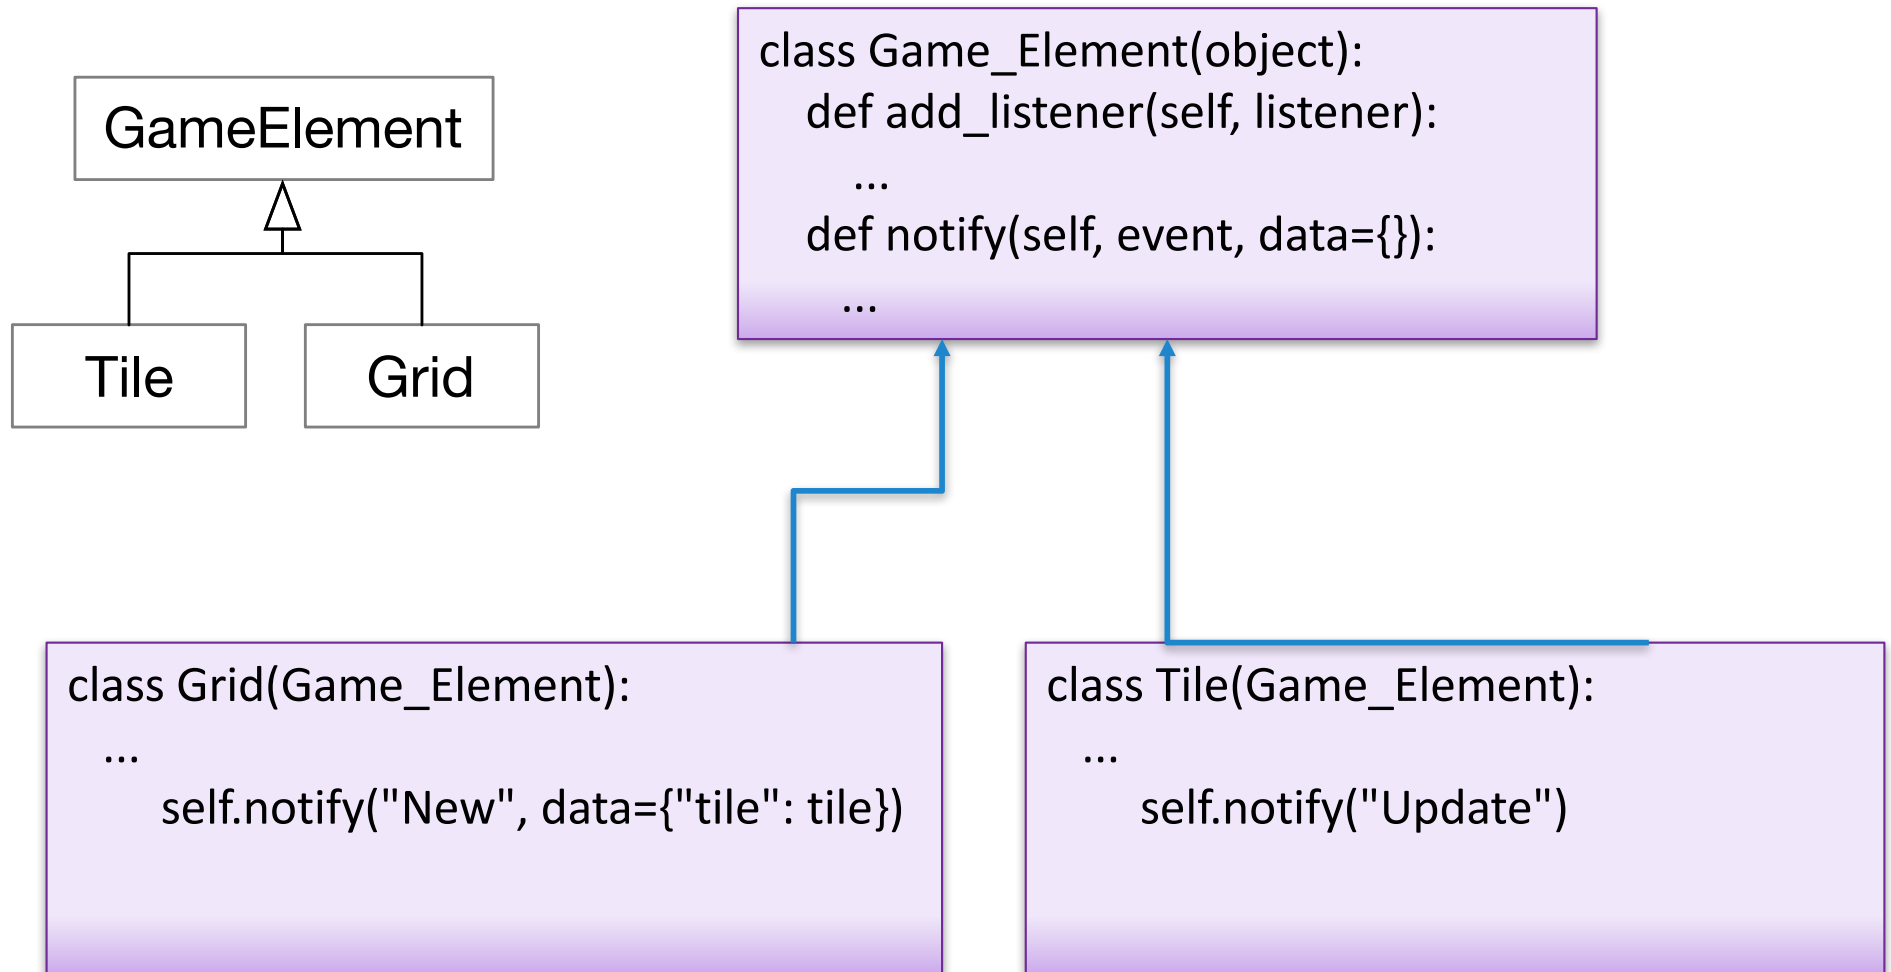 GameElement
Tile
Grid
class Game_Element(object):
def add_listener(self, listener):
...
def notify(self, event, data={}):
...
class Grid(Game_Element):
...
self.notify("New", data={"tile": tile})
class Tile(Game_Element):
...
self.notify("Update")